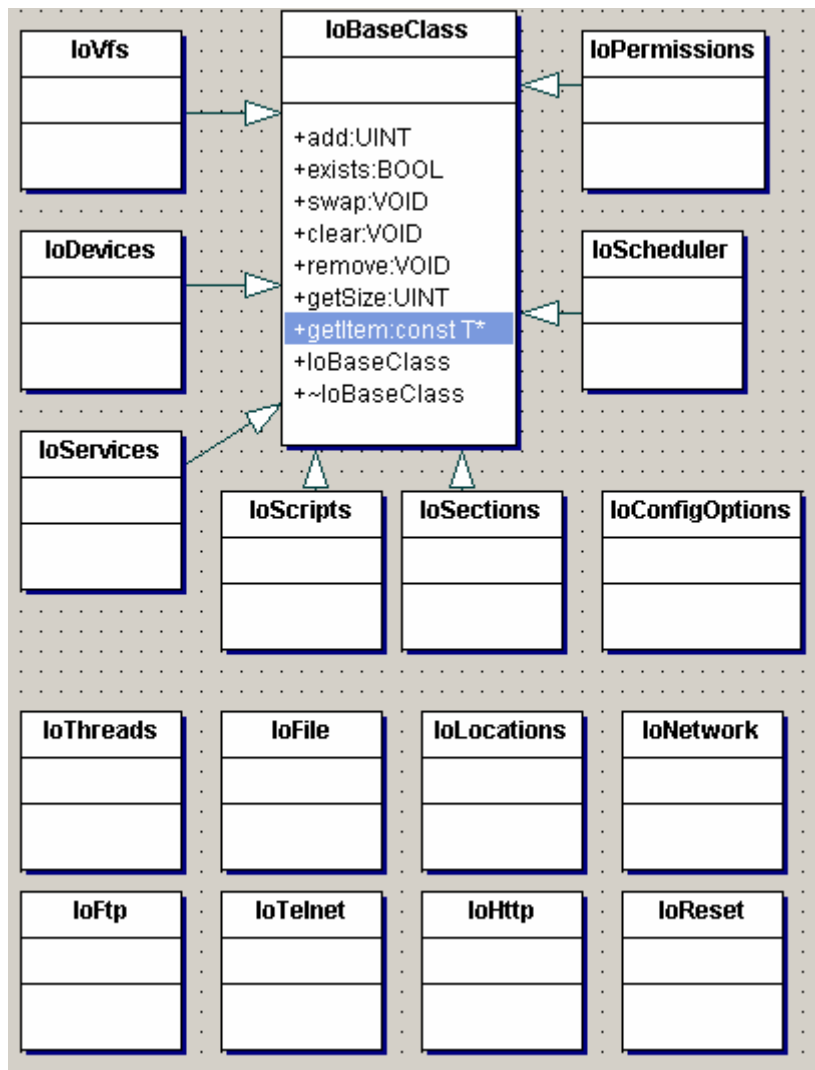 IoVfs
IoBaseClass
IoPermissions
+add:UINT
+exists:BOOL
+swap:VOID
+clear:VOID
+remove:VOID
+getSize:UINT
+getItem:const T*
+IoBaseClass
+~IoBaseClass
IoDevices
IoScheduler
IoServices
IoScripts
IoSections
IoConfigOptions
IoThreads
IoFile
IoLocations
IoNetwork
IoFtp
IoTelnet
IoHttp
IoReset